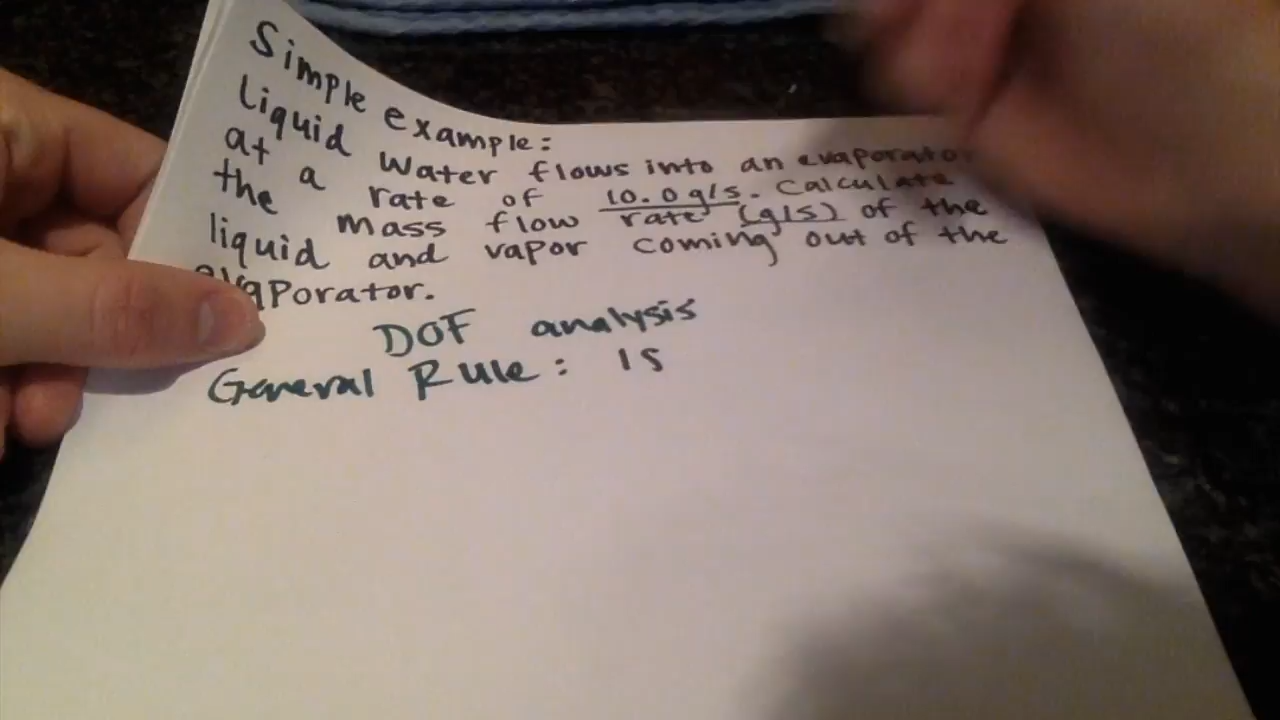 Simple example:
Liquid water flows into an evaporator
at a rate of 10.0 g/s. Calculate
the mass flow rate (g/s) of the
liquid and vapor coming out of the
evaporator.
DOF analysis
General Rule: 1S